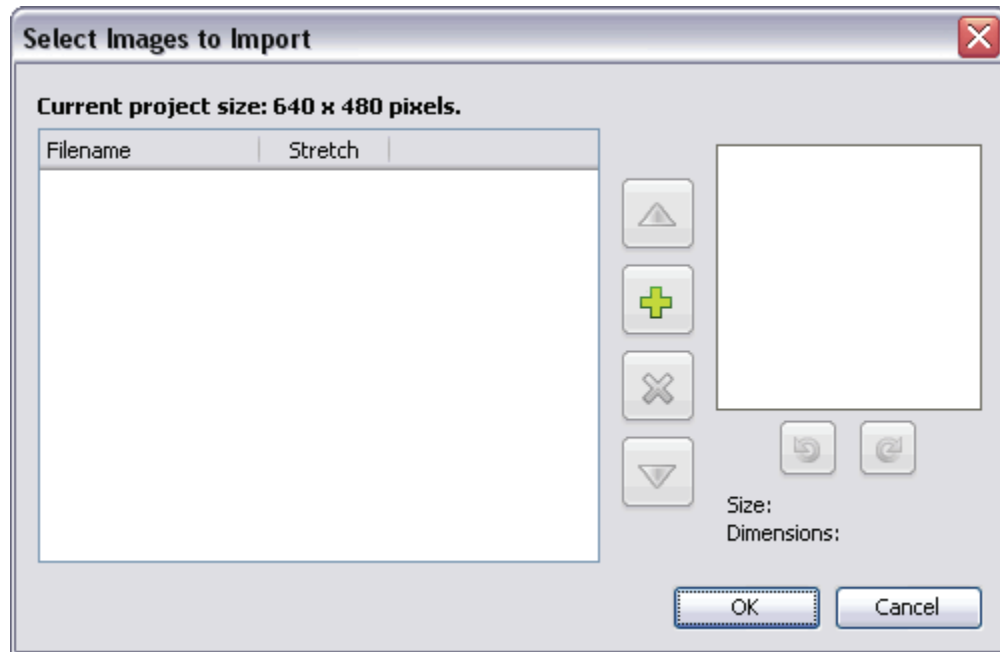 Select Images to Import
Current project size: 640 x 480 pixels.
Filename Stretch
Size:
Dimensions:
OK Cancel